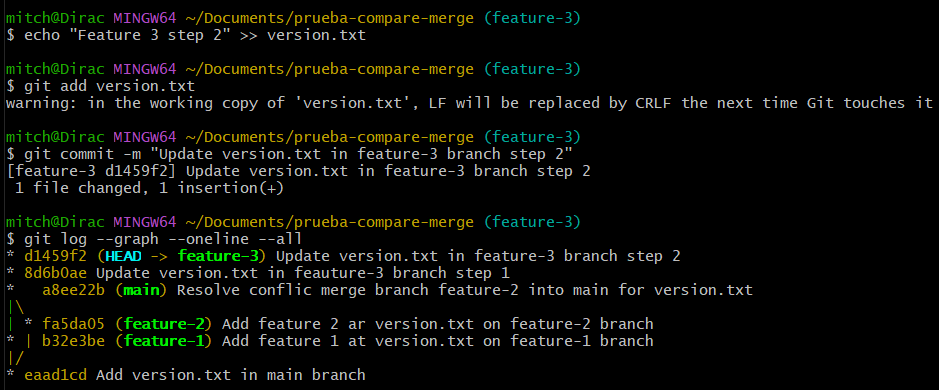 mitch@Dirac MINGW64 ~/Documents/prueba-compare-merge (feature-3)
$ echo "Feature 3 step 2" >> version.txt
mitch@Dirac MINGW64 ~/Documents/prueba-compare-merge (feature-3)
$ git add version.txt
warning: in the working copy of 'version.txt', LF will be replaced by CRLF the next time Git touches it
mitch@Dirac MINGW64 ~/Documents/prueba-compare-merge (feature-3)
$ git commit -m "Update version.txt in feature-3 branch step 2"
[feature-3 d1459f2] Update version.txt in feature-3 branch step 2
 1 file changed, 1 insertion(+)
mitch@Dirac MINGW64 ~/Documents/prueba-compare-merge (feature-3)
$ git log --graph --oneline --all
* d1459f2 (HEAD -> feature-3) Update version.txt in feature-3 branch step 2
* 8d6b0ae Update version.txt in feauture-3 branch step 1
*   a8ee22b (main) Resolve conflic merge branch feature-2 into main for version.txt
|\
| * fa5da05 (feature-2) Add feature 2 ar version.txt on feature-2 branch
* | b32e3be (feature-1) Add feature 1 at version.txt on feature-1 branch
|/
* eaad1cd Add version.txt in main branch